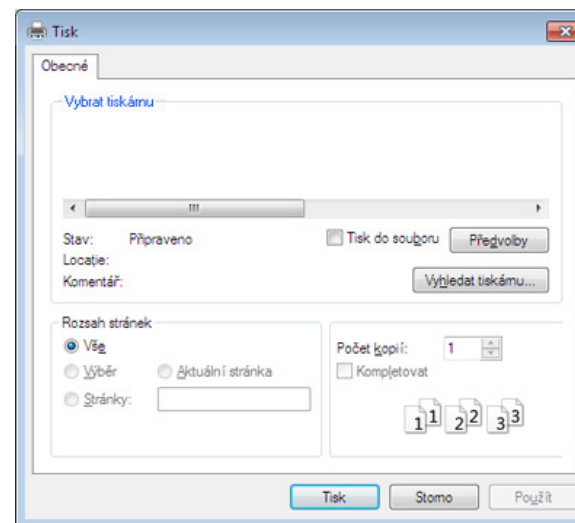 Tisk
Obecné
Vybrat tiskárnu
Stav: Připraveno
Tisk do souboru
Předvolby
Locaţie:
Komentář:
Vyhledat tiskárnu...
Rozsah stránek
Vše
Výběr
Aktuální stránka
Stránky:
Počet kopií: 1
Kompletovat
1 1 2 2 3 3
Tisk
Storno
Použít